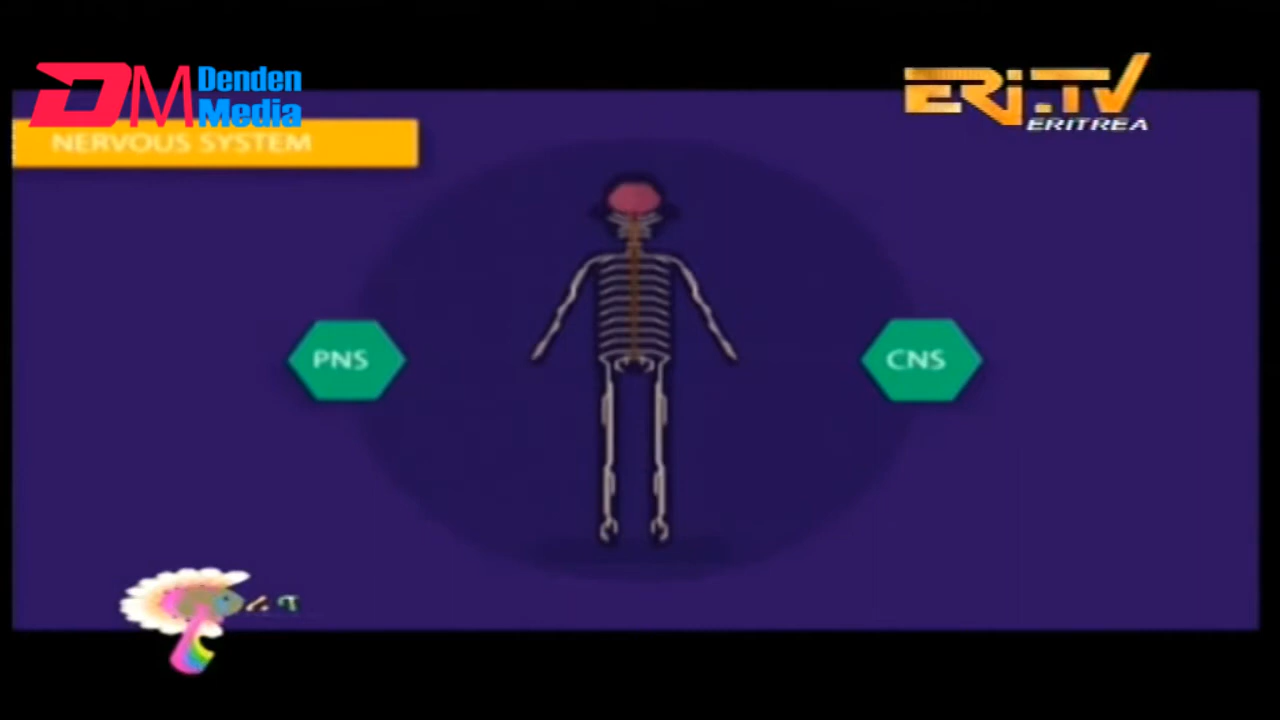 DM Denden
Media
ERi.TV
ERITREA
NERVOUS SYSTEM
PNS
CNS